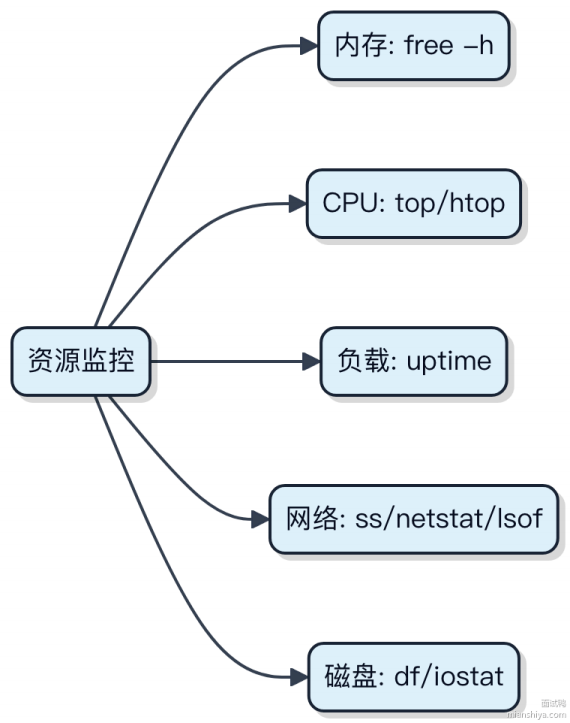 内存: free -h
CPU: top/htop
负载: uptime
资源监控
网络: ss/netstat/lsof
磁盘: df/iostat